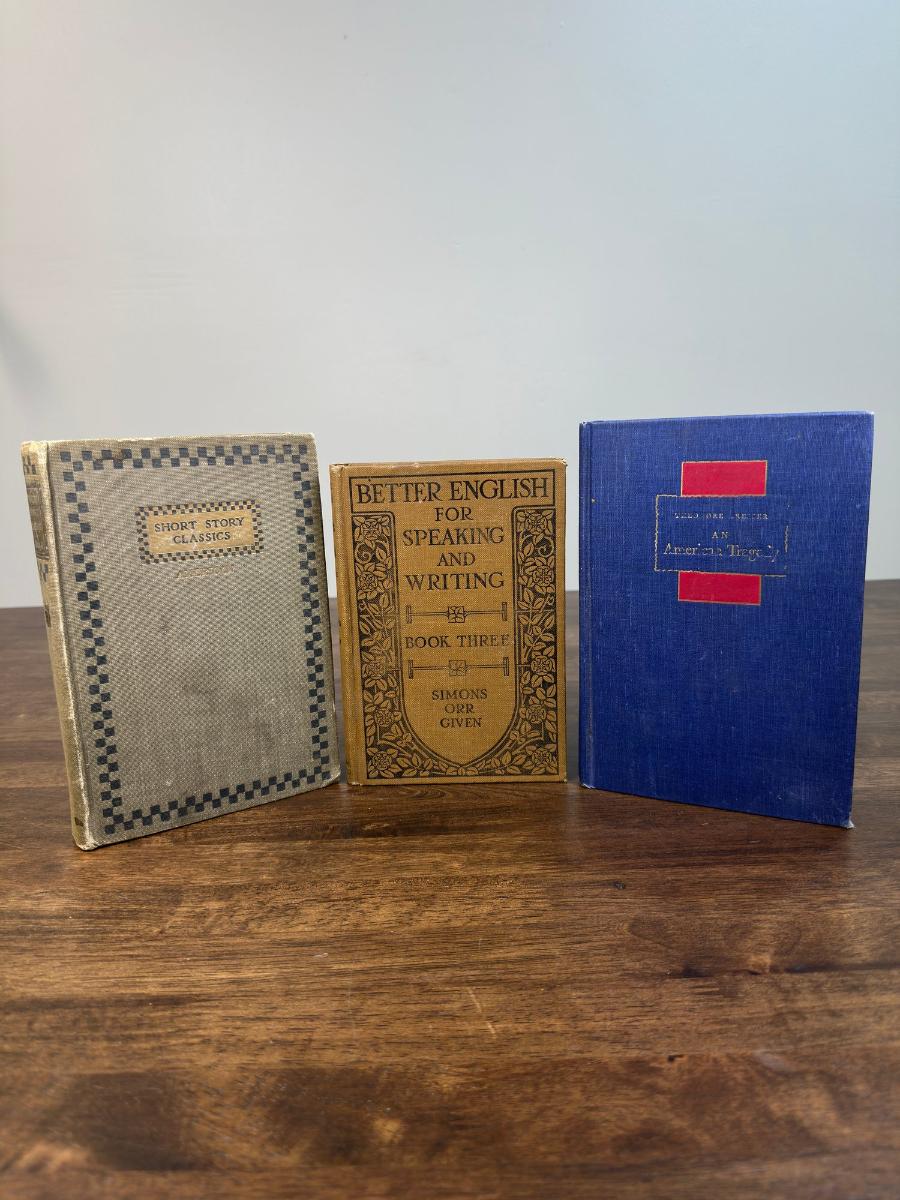 SHORT STORY
CLASSICS
BETTER ENGLISH
FOR
SPEAKING
AND
WRITING
BOOK THREE
SIMONS
ORR
GIVEN
THEODORE DREISER
AN
American Tragedy